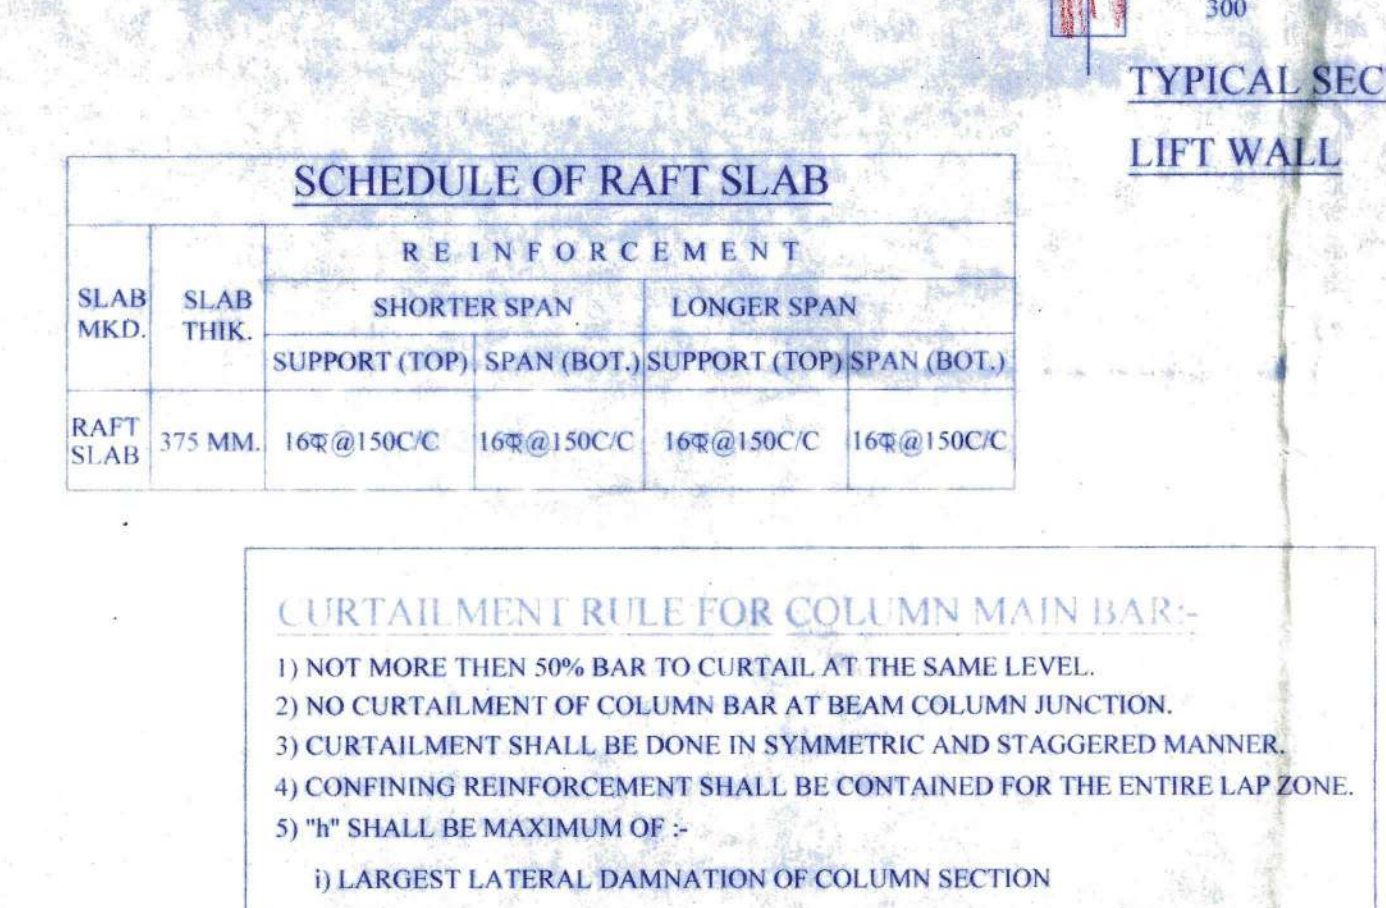 300
TYPICAL SEC
LIFT WALL
SCHEDULE OF RAFT SLAB
REINFORCEMENT
SLAB MKD.
SLAB THIK.
SHORTER SPAN
LONGER SPAN
SUPPORT (TOP)
SPAN (BOT.)
SUPPORT (TOP)
SPAN (BOT.)
RAFT SLAB
375 MM.
16क@150C/C
16क@150C/C
16क@150C/C
16क@150C/C
CURTAILMENT RULE FOR COLUMN MAIN BAR:-
1) NOT MORE THEN 50% BAR TO CURTAIL AT THE SAME LEVEL.
2) NO CURTAILMENT OF COLUMN BAR AT BEAM COLUMN JUNCTION.
3) CURTAILMENT SHALL BE DONE IN SYMMETRIC AND STAGGERED MANNER.
4) CONFINING REINFORCEMENT SHALL BE CONTAINED FOR THE ENTIRE LAP ZONE.
5) "h" SHALL BE MAXIMUM OF :-
i) LARGEST LATERAL DAMNATION OF COLUMN SECTION